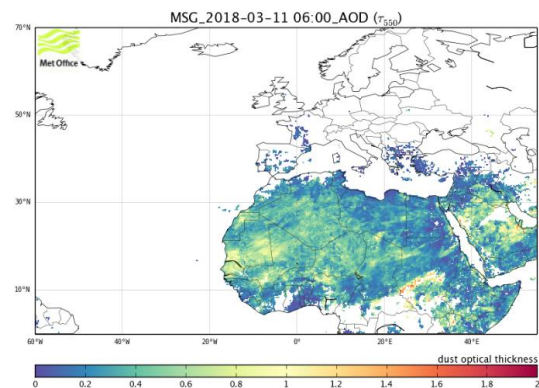 MSG_2018-03-11 06:00_AOD (τ550)
Met Office
70°N
50°N
30°N
10°N
60°W 40°W 20°W 0° 20°E 40°E
dust optical thickness
0 0.2 0.4 0.6 0.8 1 1.2 1.4 1.6 1.8 2